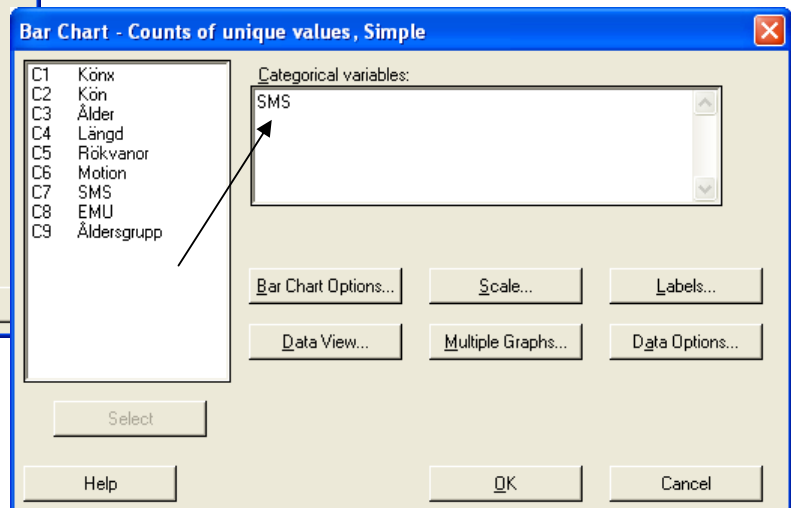 Bar Chart - Counts of unique values, Simple
C1 Könx
C2 Kön
C3 Ålder
C4 Längd
C5 Rökvanor
C6 Motion
C7 SMS
C8 EMU
C9 Åldersgrupp
Categorical variables:
SMS
Bar Chart Options... Scale... Labels...
Data View... Multiple Graphs... Data Options...
Select
Help OK Cancel